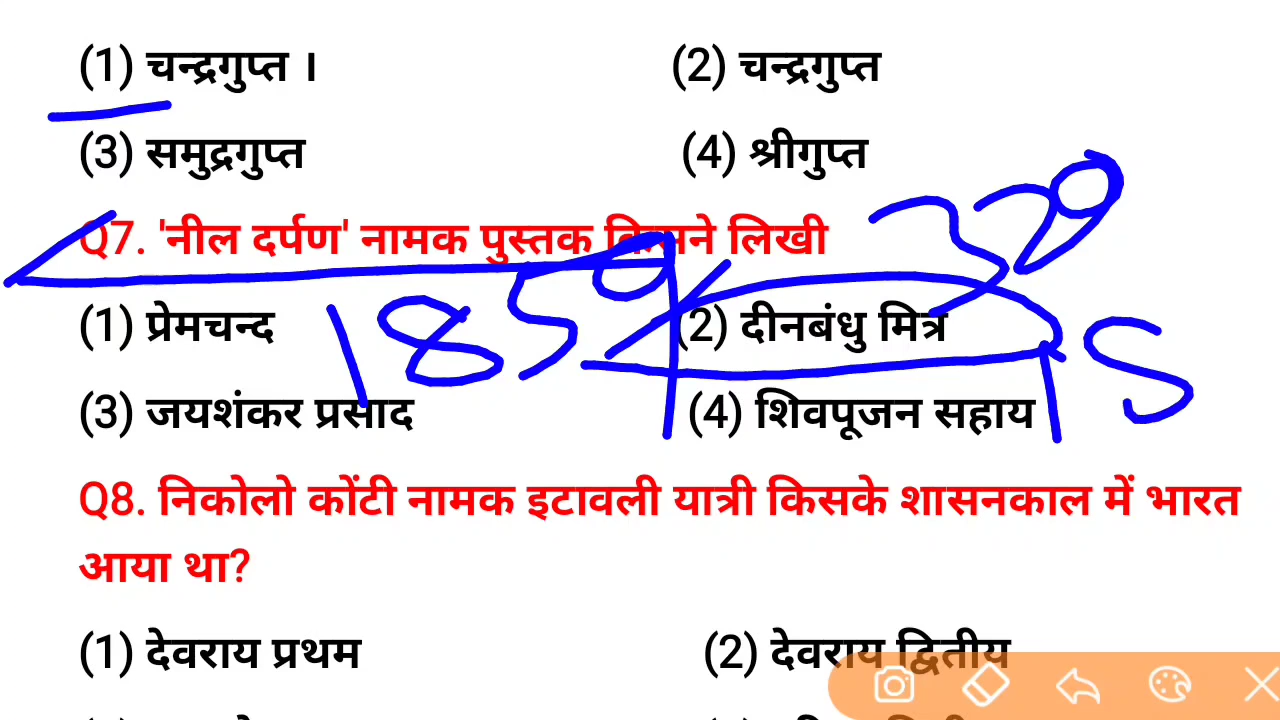 (1) चन्द्रगुप्त । (2) चन्द्रगुप्त
(3) समुद्रगुप्त (4) श्रीगुप्त
320
Q7. 'नील दर्पण' नामक पुस्तक किसने लिखी
(1) प्रेमचन्द (2) दीनबंधु मित्र
1859
(3) जयशंकर प्रसाद (4) शिवपूजन सहाय
Q8. निकोलो कोंटी नामक इटावली यात्री किसके शासनकाल में भारत
आया था?
(1) देवराय प्रथम (2) देवराय द्वितीय